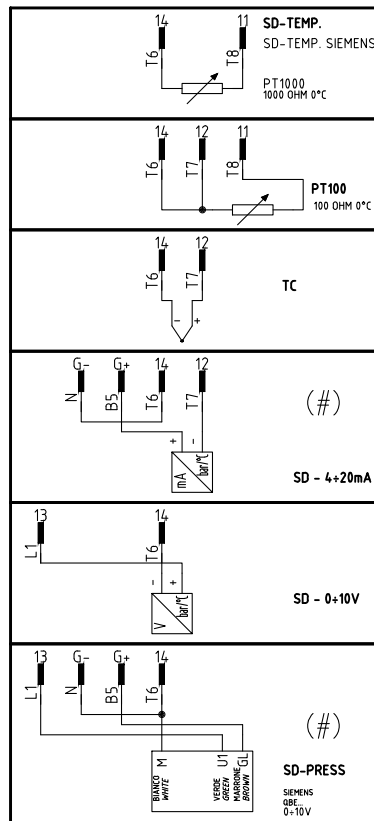 14 11 SD-TEMP.
SD-TEMP. SIEMENS
T6 T8
PT1000
1000 OHM 0°C
14 12 11
T6 T7 T8
PT100
100 OHM 0°C
14 12
T6 T7
TC
- +
G- G+ 14 12
N B5 T6 T7
(#)
+ -
mA bar/°C
SD - 4÷20mA
13 14
L1 T6
- +
V bar/°C
SD - 0÷10V
13 G- G+ 14
L1 N B5 T6
(#)
M U1 GL
BIANCO VERDE MARRONE
WHITE GREEN BROWN
SD-PRESS
SIEMENS
QBE...
0÷10V